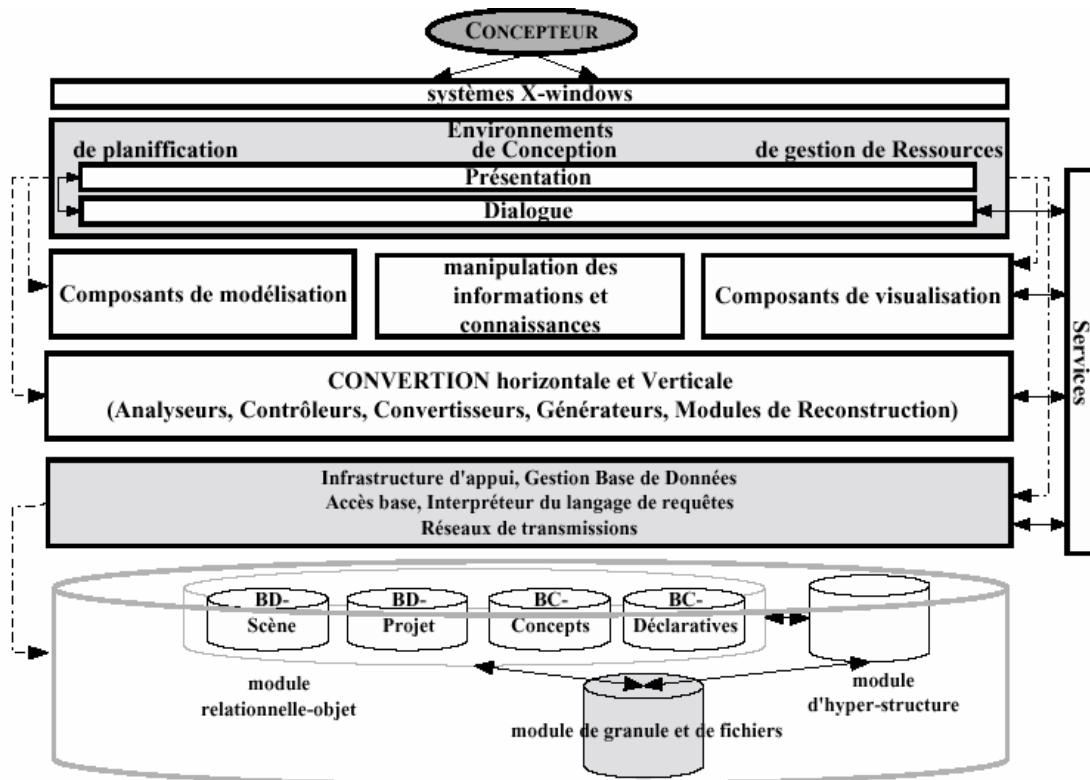 CONCEPTEUR
systèmes X-windows
Environnements
de planiffication
de Conception
de gestion de Ressources
Présentation
Dialogue
Composants de modélisation
manipulation des
informations et
connaissances
Composants de visualisation
Services
CONVERTION horizontale et Verticale
(Analyseurs, Contrôleurs, Convertisseurs, Générateurs, Modules de Reconstruction)
Infrastructure d'appui, Gestion Base de Données
Accès base, Interpréteur du langage de requêtes
Réseaux de transmissions
BD-
Scène
BD-
Projet
BC-
Concepts
BC-
Déclaratives
module
relationnelle-objet
module de granule et de fichiers
module
d'hyper-structure